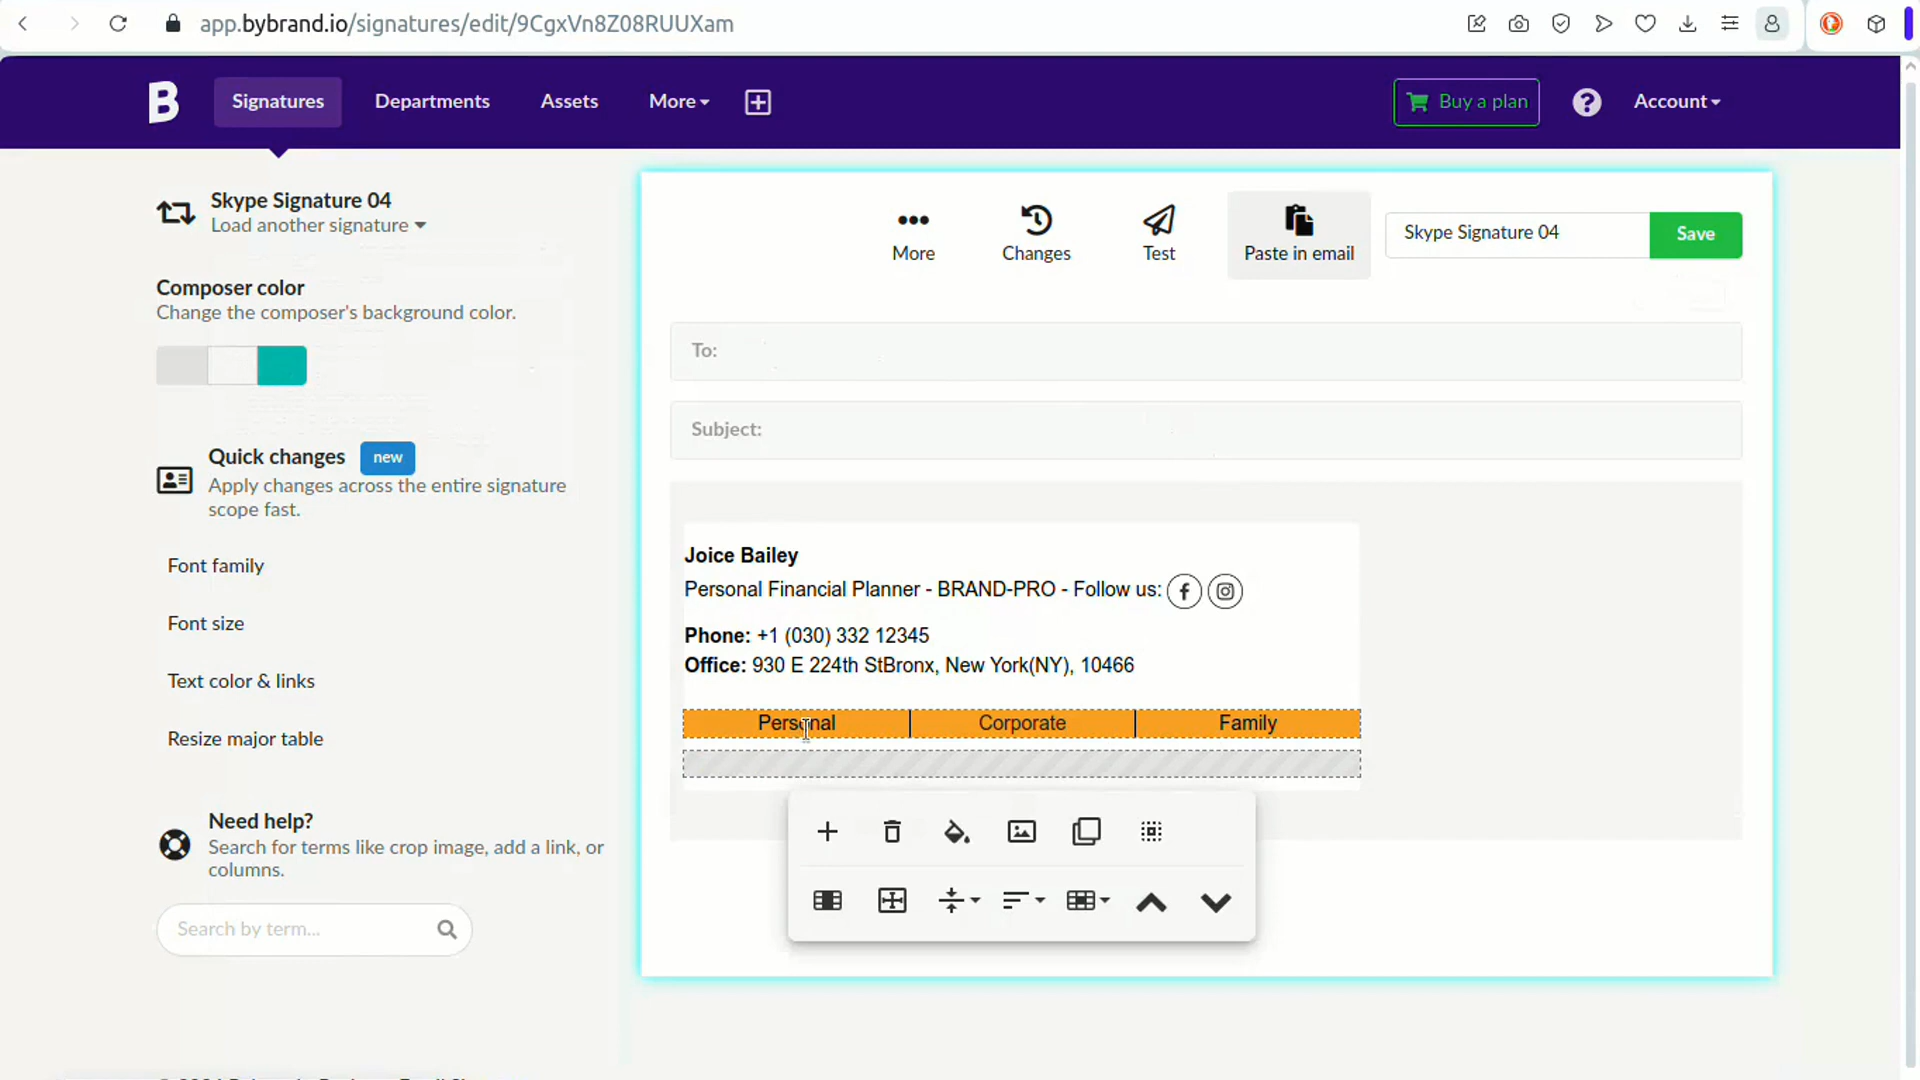 app.bybrand.io/signatures/edit/9CgxVn8Z08RUUXam
B
Signatures
Departments
Assets
More
Buy a plan
?
Account
Skype Signature 04
Load another signature
Composer color
Change the composer's background color.
Quick changes new
Apply changes across the entire signature
scope fast.
Font family
Font size
Text color & links
Resize major table
Need help?
Search for terms like crop image, add a link, or
columns.
Search by term...
More
Changes
Test
Paste in email
Skype Signature 04
Save
To:
Subject:
Joice Bailey
Personal Financial Planner - BRAND-PRO - Follow us:
Phone: +1 (030) 332 12345
Office: 930 E 224th StBronx, New York(NY), 10466
Personal
Corporate
Family